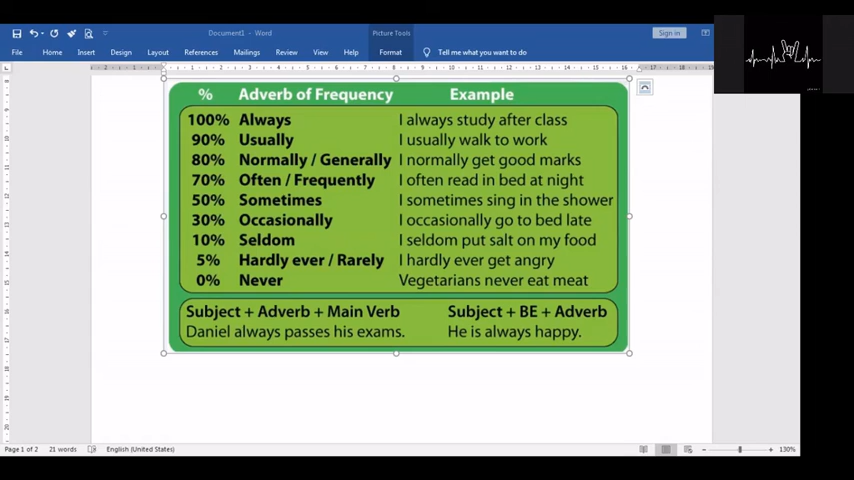 Document1 - Word
Picture Tools
Sign in
File Home Insert Design Layout References Mailings Review View Help Format Tell me what you want to do
% Adverb of Frequency Example
100% Always I always study after class
90% Usually I usually walk to work
80% Normally / Generally I normally get good marks
70% Often / Frequently I often read in bed at night
50% Sometimes I sometimes sing in the shower
30% Occasionally I occasionally go to bed late
10% Seldom I seldom put salt on my food
5% Hardly ever / Rarely I hardly ever get angry
0% Never Vegetarians never eat meat
Subject + Adverb + Main Verb Subject + BE + Adverb
Daniel always passes his exams. He is always happy.
Page 1 of 2 21 words English (United States) 130%